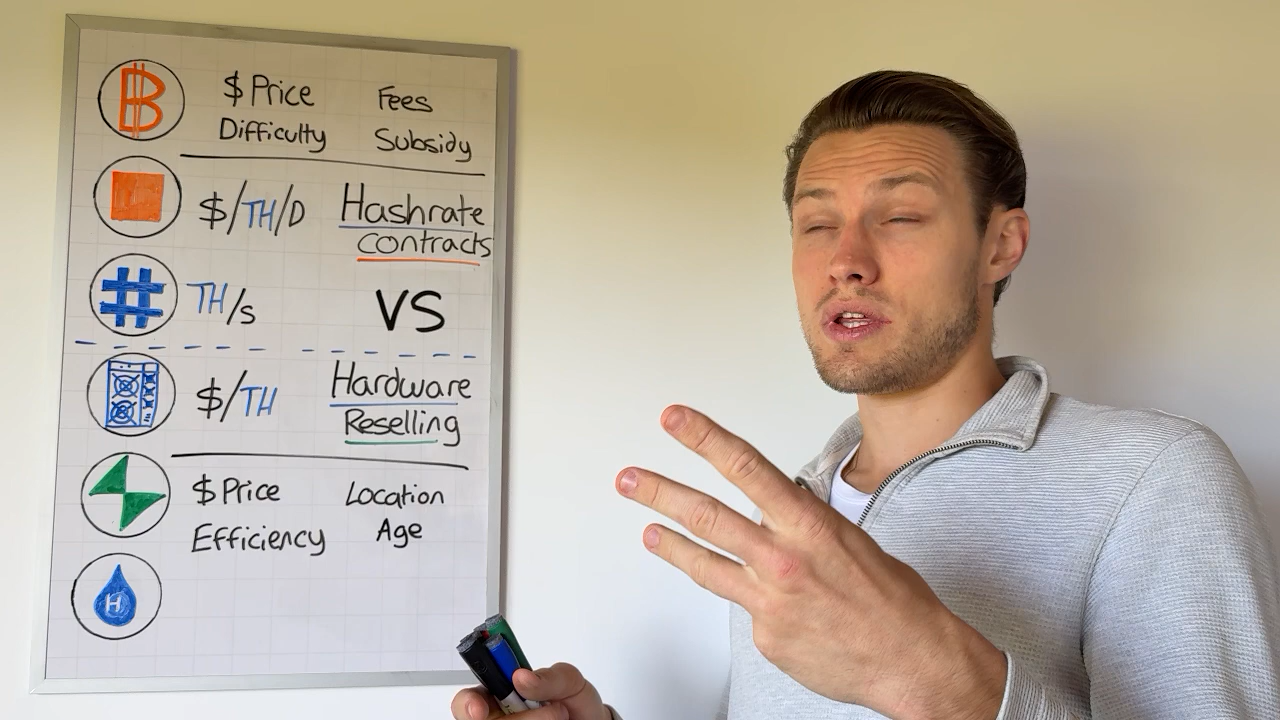 $ Price Fees
Difficulty Subsidy
$/TH/D Hashrate
contracts
TH/s VS
$/TH Hardware
Reselling
$ Price Location
Efficiency Age
H